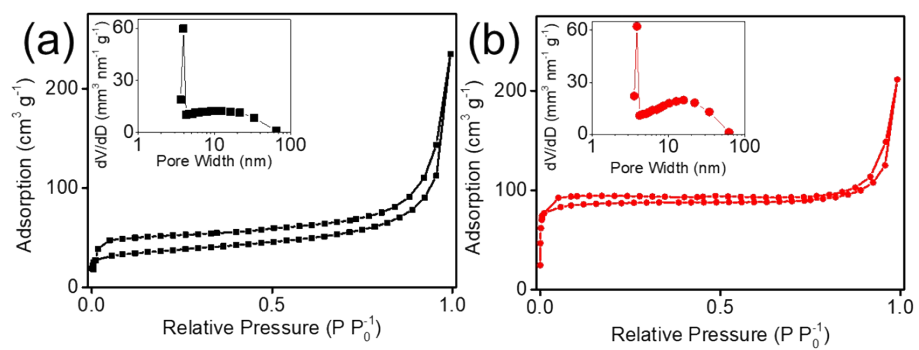 (a)
dV/dD (mm³ nm⁻¹ g⁻¹)
60
30
0
1
10
100
Pore Width (nm)
Adsorption (cm³ g⁻¹)
200
100
0
0.0
0.5
1.0
Relative Pressure (P P₀⁻¹)
(b)
dV/dD (mm³ nm⁻¹ g⁻¹)
60
30
0
1
10
100
Pore Width (nm)
Adsorption (cm³ g⁻¹)
200
100
0
0.0
0.5
1.0
Relative Pressure (P P₀⁻¹)